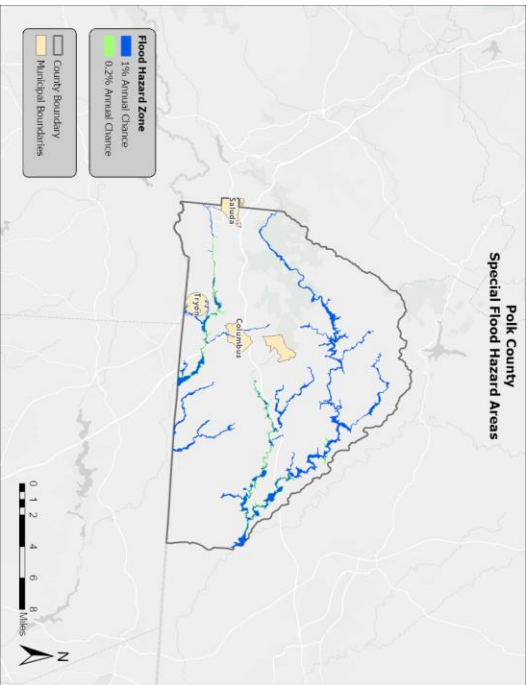 Polk County
Special Flood Hazard Areas
Saluda
Tryon
Columbus
Flood Hazard Zone
1% Annual Chance
0.2% Annual Chance
County Boundary
Municipal Boundaries
0 1 2 4 6 8
Miles
N